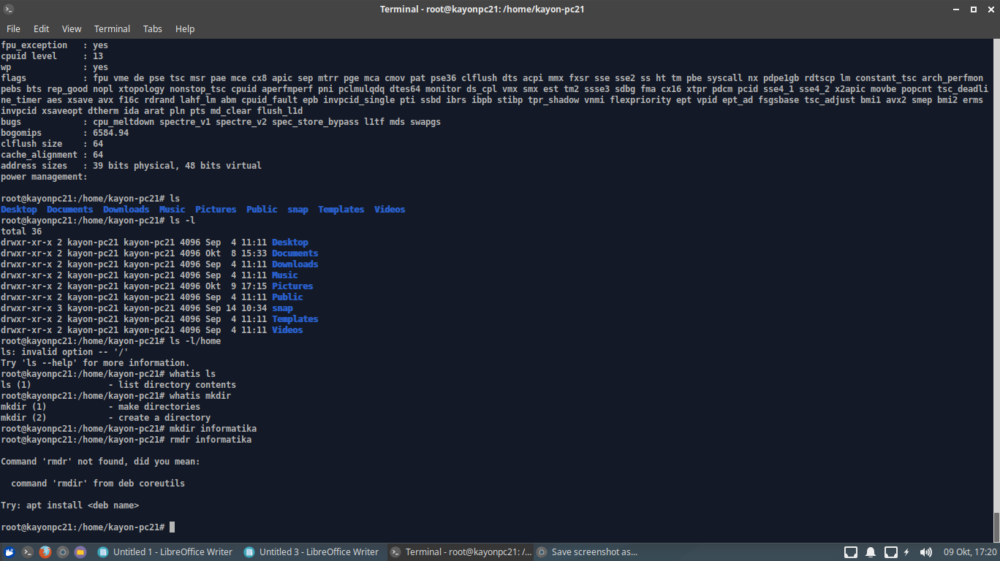 Terminal - root@kayonpc21: /home/kayon-pc21
File Edit View Terminal Tabs Help
fpu_exception : yes
cpuid level : 13
wp : yes
flags : fpu vme de pse tsc msr pae mce cx8 apic sep mtrr pge mca cmov pat pse36 clflush dts acpi mmx fxsr sse sse2 ss ht tm pbe syscall nx pdpe1gb rdtscp lm constant_tsc arch_perfmon
pebs bts rep_good nopl xtopology nonstop_tsc cpuid aperfmperf pni pclmulqdq dtes64 monitor ds_cpl vmx smx est tm2 ssse3 sdbg fma cx16 xtpr pdcm pcid sse4_1 sse4_2 x2apic movbe popcnt tsc_deadli
ne_timer aes xsave avx f16c rdrand lahf_lm abm cpuid_fault epb invpcid_single pti ssbd ibrs ibpb stibp tpr_shadow vnmi flexpriority ept vpid ept_ad fsgsbase tsc_adjust bmi1 avx2 smep bmi2 erms
invpcid xsaveopt dtherm ida arat pln pts md_clear flush_l1d
bugs : cpu_meltdown spectre_v1 spectre_v2 spec_store_bypass l1tf mds swapgs
bogomips : 6584.94
clflush size : 64
cache_alignment : 64
address sizes : 39 bits physical, 48 bits virtual
power management:
root@kayonpc21:/home/kayon-pc21# ls
Desktop Documents Downloads Music Pictures Public snap Templates Videos
root@kayonpc21:/home/kayon-pc21# ls -l
total 36
drwxr-xr-x 2 kayon-pc21 kayon-pc21 4096 Sep 4 11:11 Desktop
drwxr-xr-x 2 kayon-pc21 kayon-pc21 4096 Okt 8 15:33 Documents
drwxr-xr-x 2 kayon-pc21 kayon-pc21 4096 Sep 4 11:11 Downloads
drwxr-xr-x 2 kayon-pc21 kayon-pc21 4096 Sep 4 11:11 Music
drwxr-xr-x 2 kayon-pc21 kayon-pc21 4096 Okt 9 17:15 Pictures
drwxr-xr-x 2 kayon-pc21 kayon-pc21 4096 Sep 4 11:11 Public
drwxr-xr-x 3 kayon-pc21 kayon-pc21 4096 Sep 14 10:34 snap
drwxr-xr-x 2 kayon-pc21 kayon-pc21 4096 Sep 4 11:11 Templates
drwxr-xr-x 2 kayon-pc21 kayon-pc21 4096 Sep 4 11:11 Videos
root@kayonpc21:/home/kayon-pc21# ls -l/home
ls: invalid option -- '/'
Try 'ls --help' for more information.
root@kayonpc21:/home/kayon-pc21# whatis ls
ls (1) - list directory contents
root@kayonpc21:/home/kayon-pc21# whatis mkdir
mkdir (1) - make directories
mkdir (2) - create a directory
root@kayonpc21:/home/kayon-pc21# mkdir informatika
root@kayonpc21:/home/kayon-pc21# rmdr informatika
Command 'rmdr' not found, did you mean:
command 'rmdir' from deb coreutils
Try: apt install <deb name>
root@kayonpc21:/home/kayon-pc21#
Untitled 1 - LibreOffice Writer Untitled 3 - LibreOffice Writer Terminal - root@kayonpc21: /... Save screenshot as... 09 Okt, 17:20